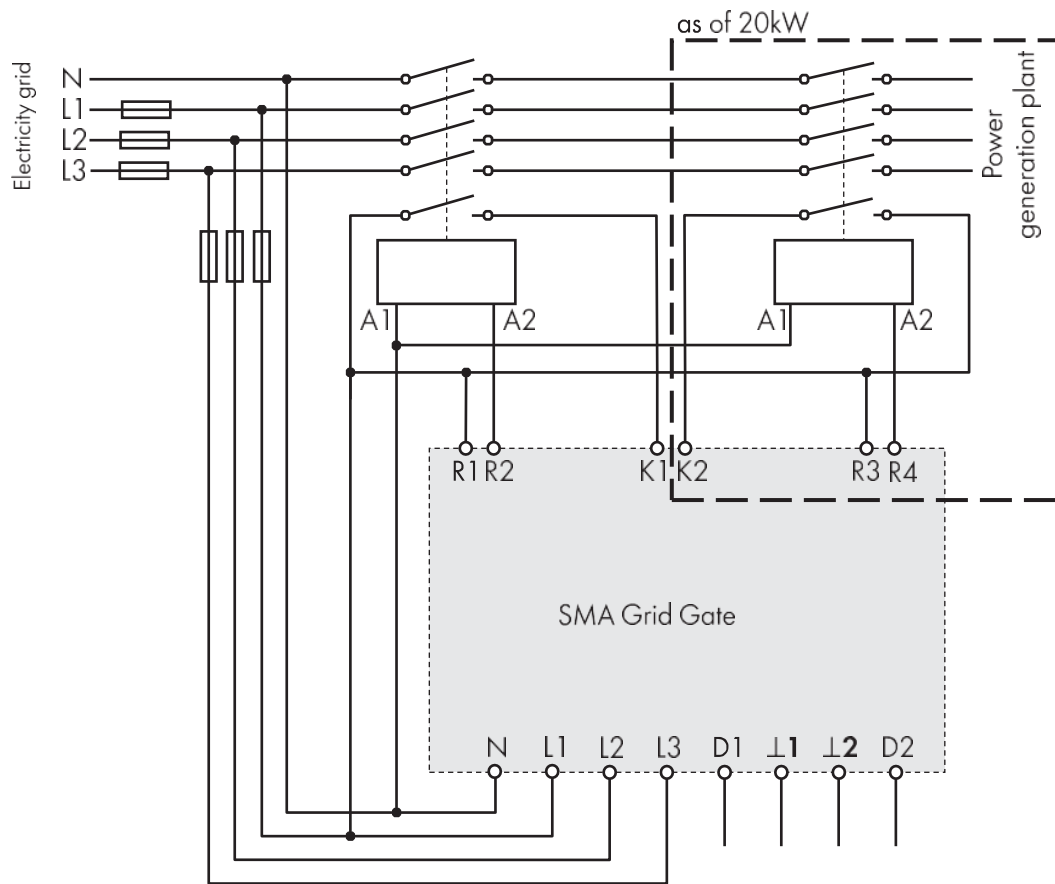 as of 20kW
Electricity grid
N
L1
L2
L3
Power
generation plant
A1 A2 A1 A2
R1 R2 K1 K2 R3 R4
SMA Grid Gate
N L1 L2 L3 D1 ⊥1 ⊥2 D2